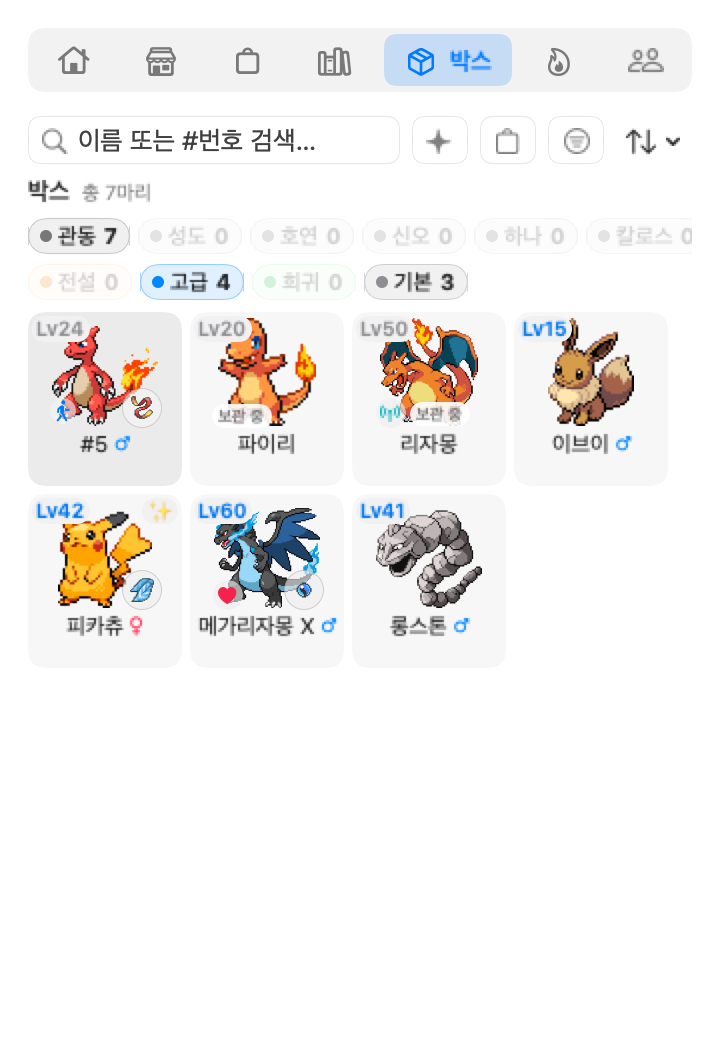 박스
이름 또는 #번호 검색...
박스 총 7마리
관동 7 성도 0 호연 0 신오 0 하나 0 칼로스 0
전설 0 고급 4 희귀 0 기본 3
Lv24 Lv20 Lv50 Lv15
보관 중 보관 중
#5 ♂ 파이리 리자몽 이브이 ♂
Lv42 Lv60 Lv41
피카츄 ♀ 메가리자몽 X ♂ 롱스톤 ♂